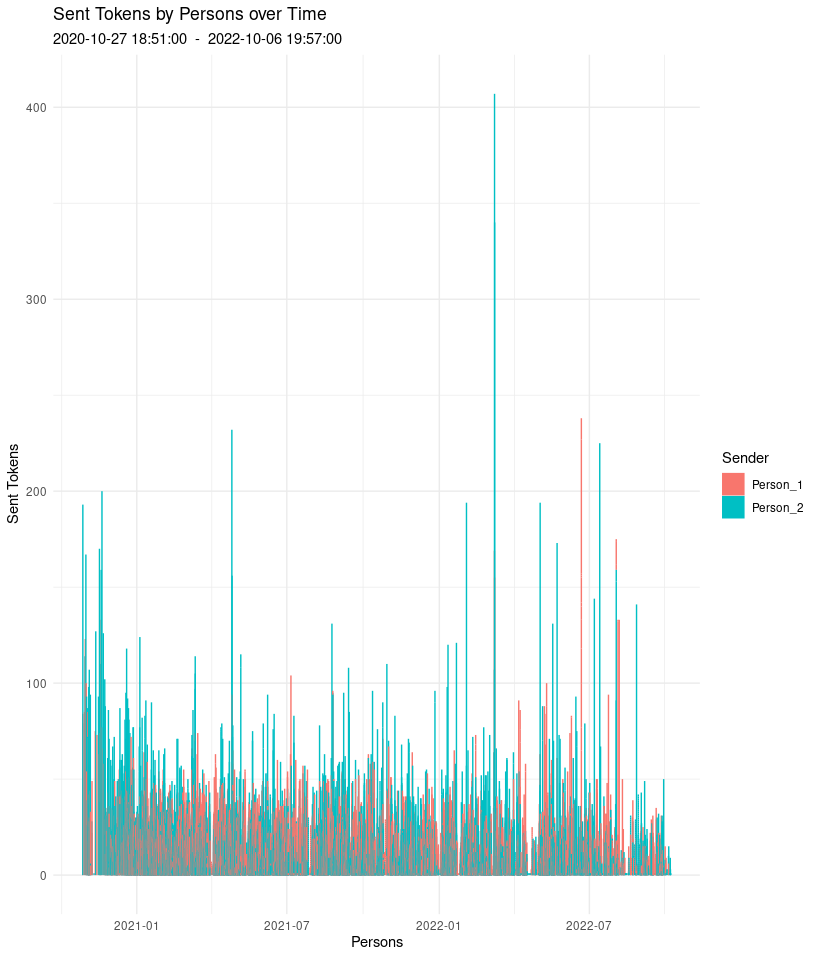 Sent Tokens by Persons over Time
2020-10-27 18:51:00 - 2022-10-06 19:57:00
400
300
200
100
0
Sent Tokens
2021-01
2021-07
2022-01
2022-07
Persons
Sender
Person_1
Person_2